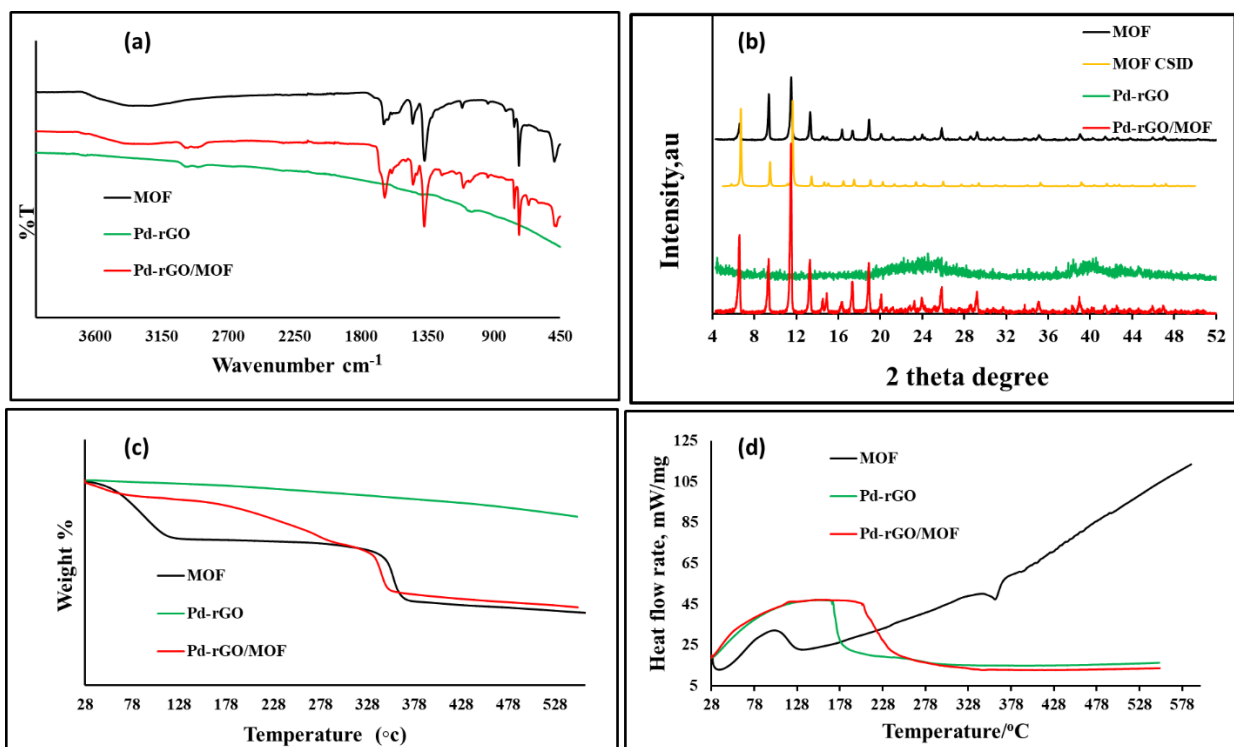 (a)
%T
MOF
Pd-rGO
Pd-rGO/MOF
3600 3150 2700 2250 1800 1350 900 450
Wavenumber cm-1
(b)
Intensity,au
MOF
MOF CSID
Pd-rGO
Pd-rGO/MOF
4 8 12 16 20 24 28 32 36 40 44 48 52
2 theta degree
(c)
Weight %
MOF
Pd-rGO
Pd-rGO/MOF
28 78 128 178 228 278 328 378 428 478 528
Temperature (◦c)
(d)
Heat flow rate, mW/mg
125
105
85
65
45
25
5
MOF
Pd-rGO
Pd-rGO/MOF
28 78 128 178 228 278 328 378 428 478 528 578
Temperature/°C